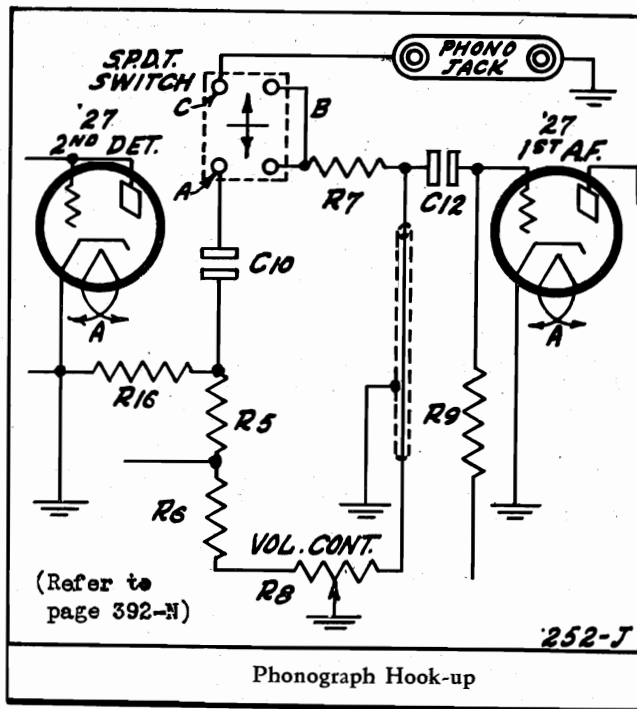 S.P.D.T.
SWITCH
PHONO
JACK
C
B
'27
2ND DET.
'27
1ST A.F.
A
R7
C12
C10
A
A
R16
R5
R9
R6
VOL. CONT.
R8
(Refer to
page 392-N)
'252-J
Phonograph Hook-up